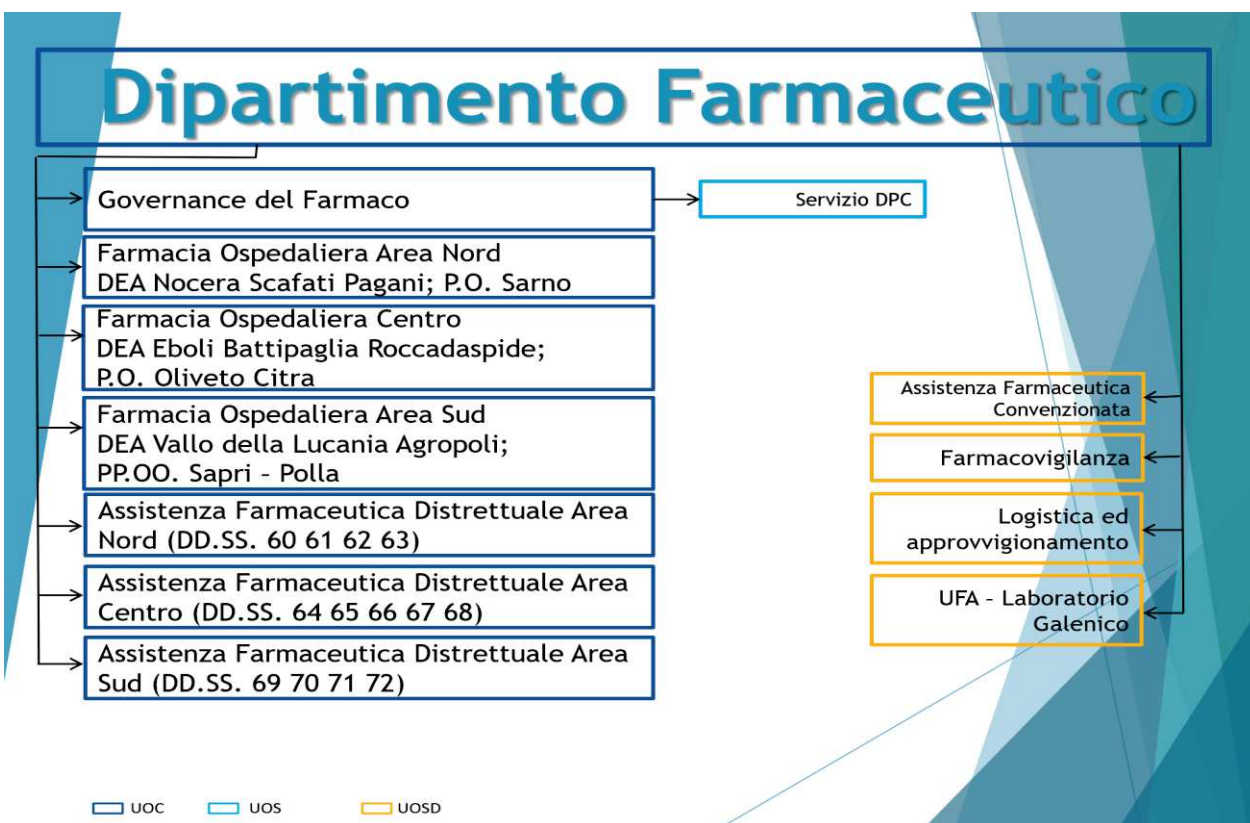 Dipartimento Farmaceutico
Governance del Farmaco
Servizio DPC
Farmacia Ospedaliera Area Nord
DEA Nocera Scafati Pagani; P.O. Sarno
Farmacia Ospedaliera Centro
DEA Eboli Battipaglia Roccadaspide;
P.O. Oliveto Citra
Farmacia Ospedaliera Area Sud
DEA Vallo della Lucania Agropoli;
PP.OO. Sapri - Polla
Assistenza Farmaceutica Distrettuale Area
Nord (DD.SS. 60 61 62 63)
Assistenza Farmaceutica Distrettuale Area
Centro (DD.SS. 64 65 66 67 68)
Assistenza Farmaceutica Distrettuale Area
Sud (DD.SS. 69 70 71 72)
Assistenza Farmaceutica
Convenzionata
Farmacovigilanza
Logistica ed
approvvigionamento
UFA - Laboratorio
Galenico
UOC
UOS
UOSD